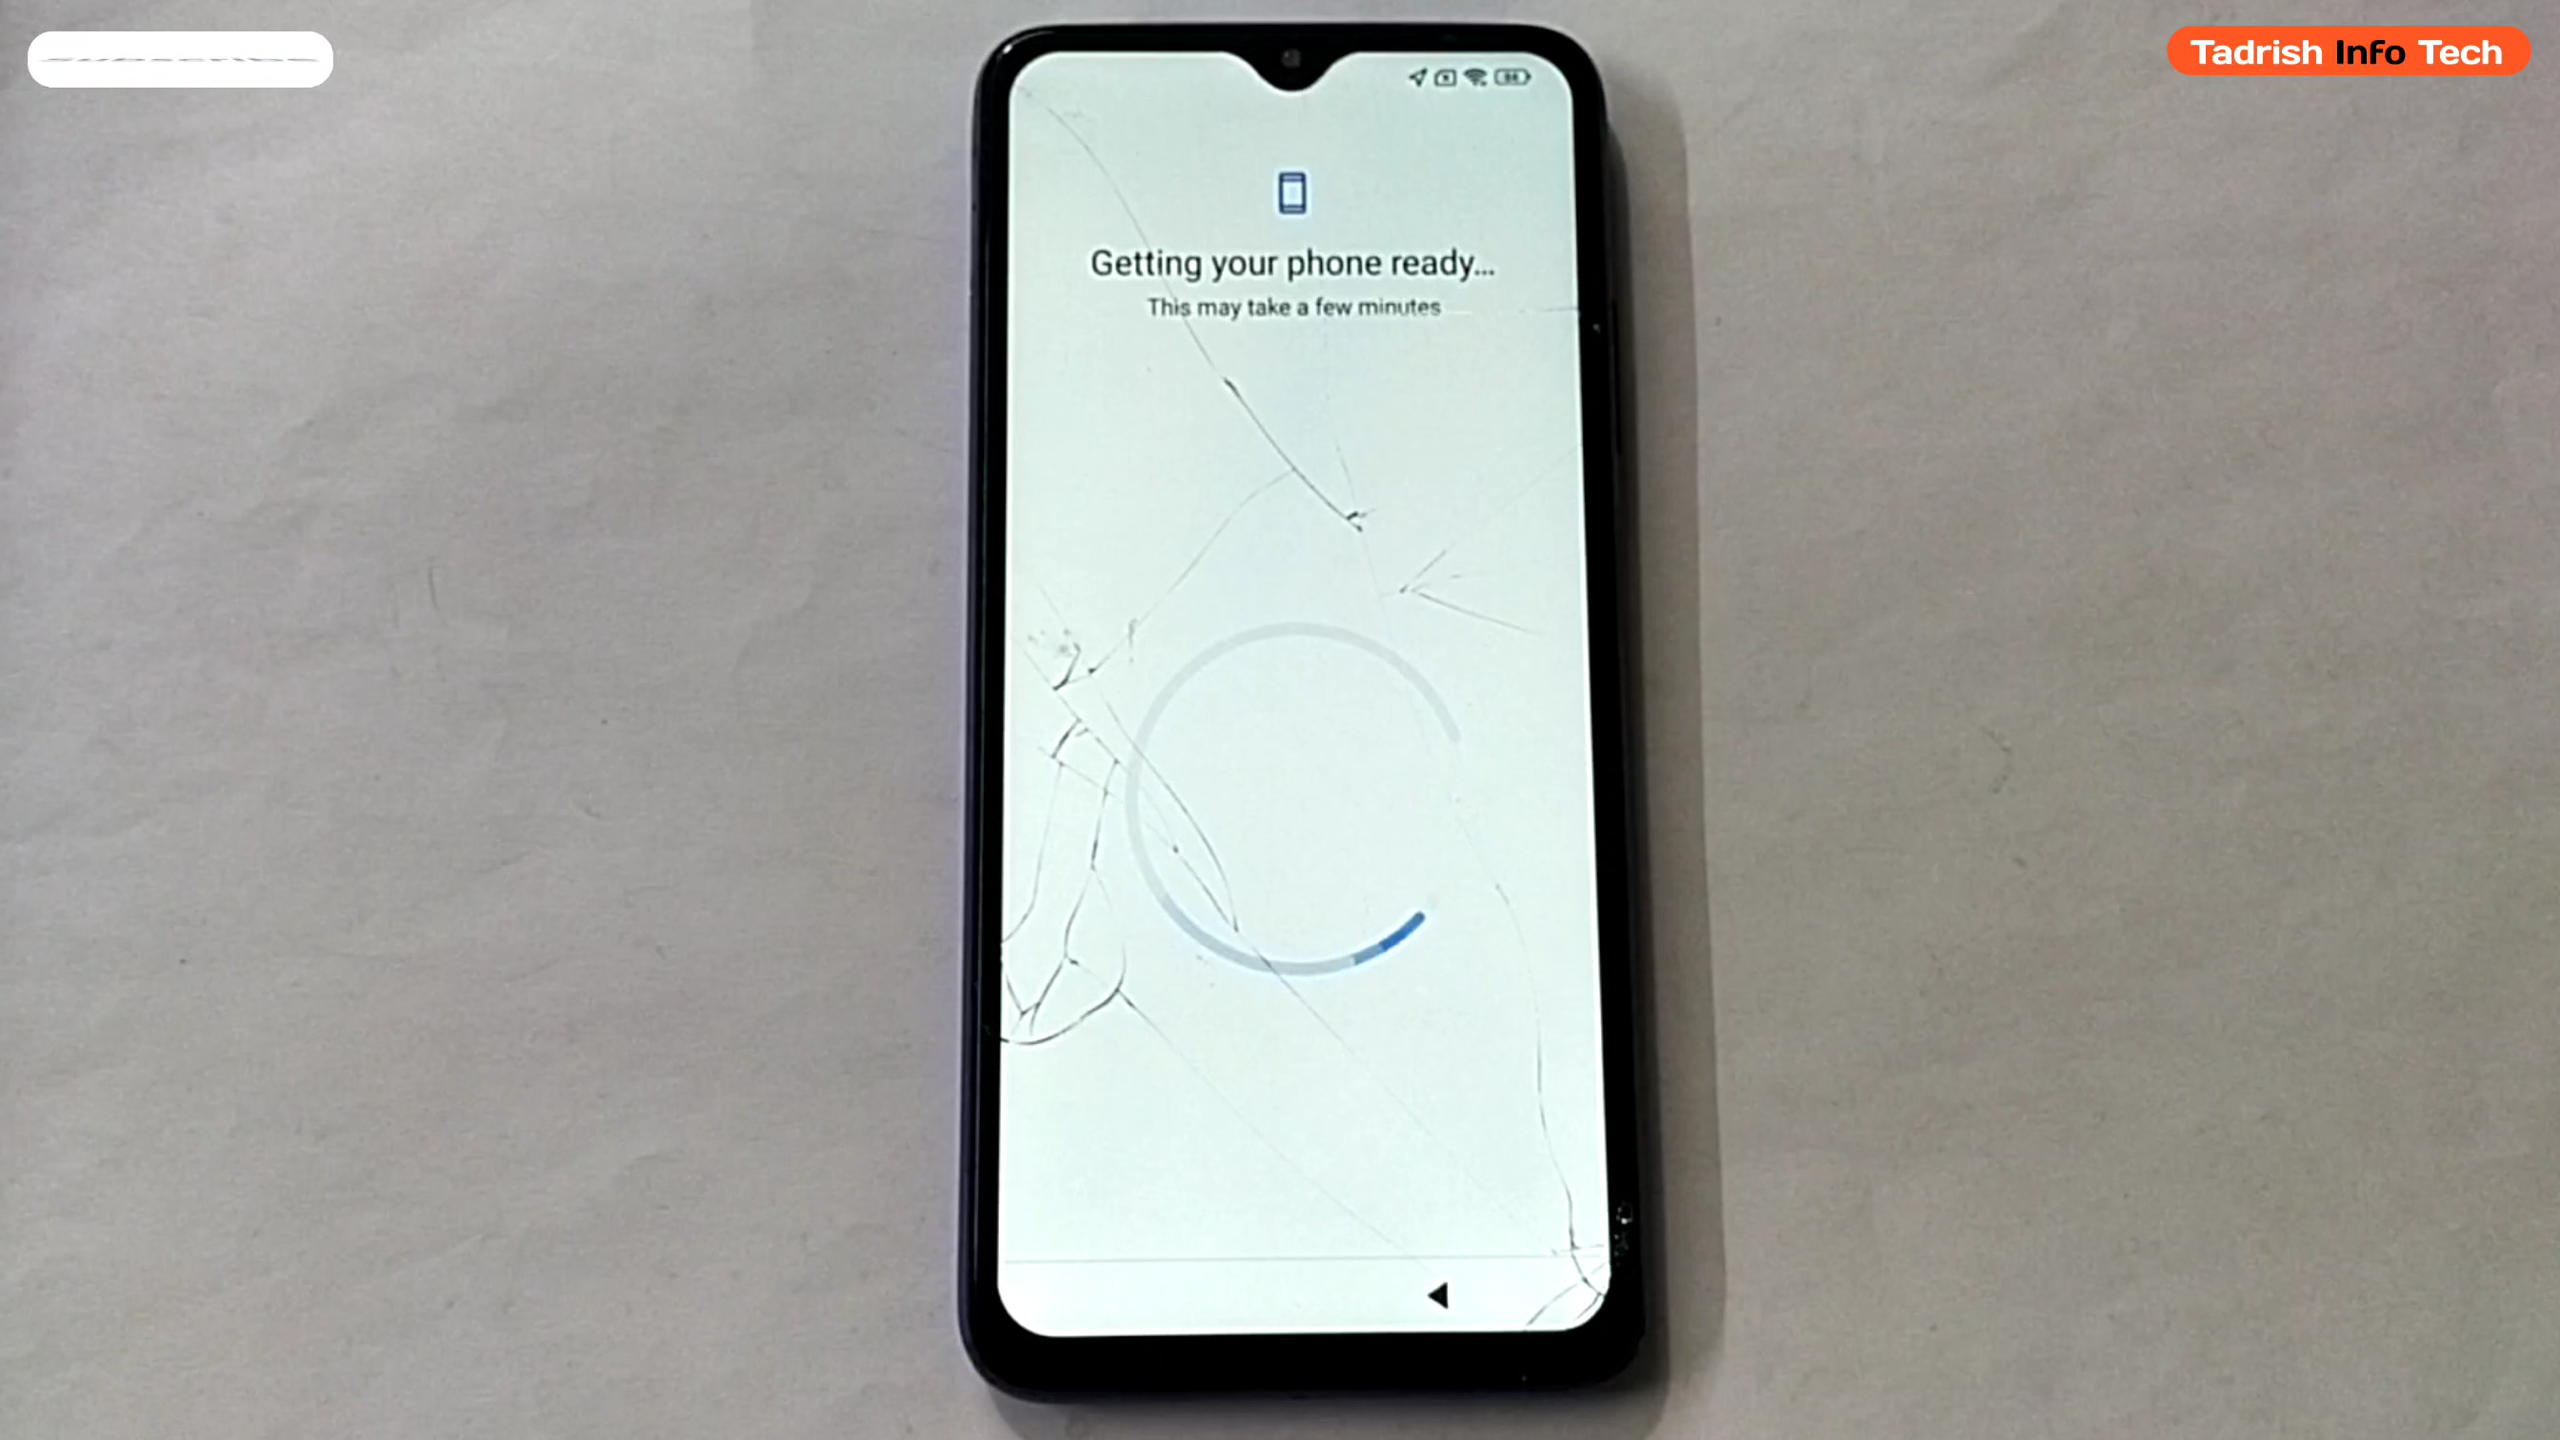 Tadrish Info Tech
Getting your phone ready...
This may take a few minutes